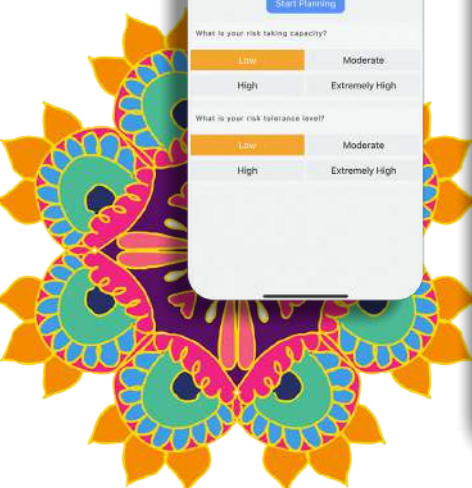 Start Planning
What is your risk taking capacity?
Low Moderate
High Extremely High
What is your risk tolerance level?
Low Moderate
High Extremely High